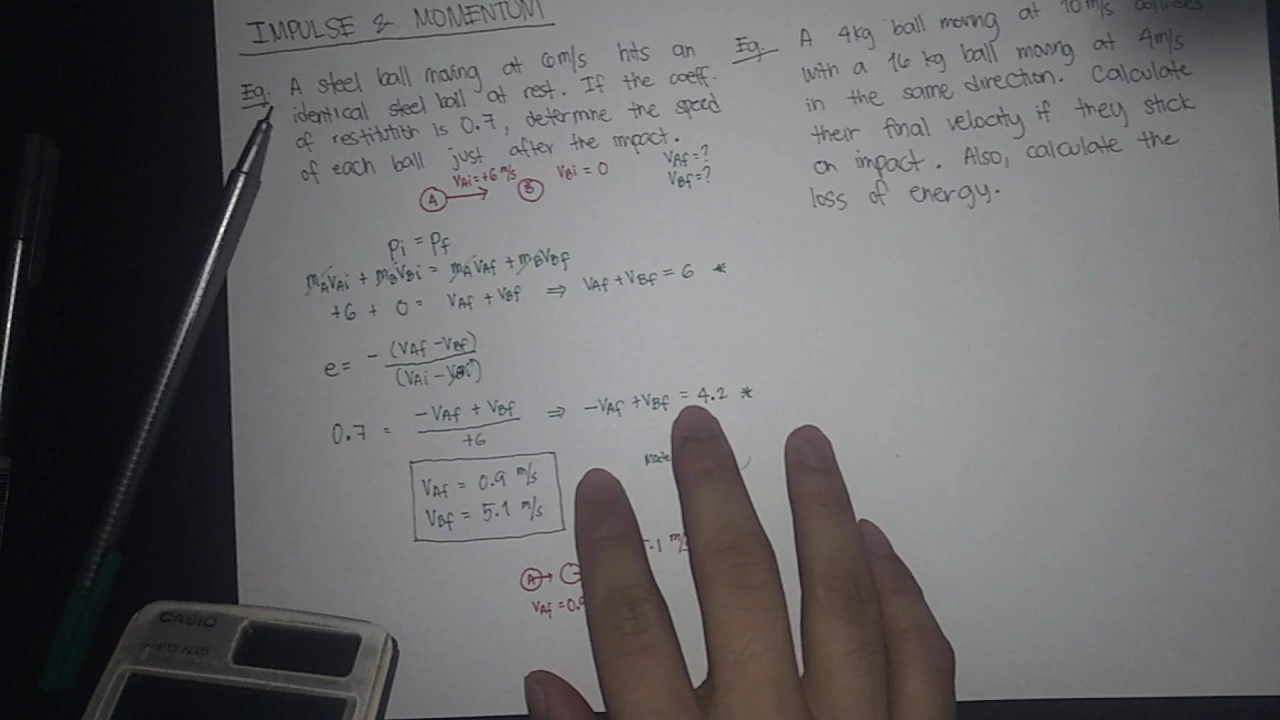 IMPULSE & MOMENTUM
Eg. A steel ball moving at 6m/s hits an
identical steel ball at rest. If the coeff.
of restitution is 0.7, determine the speed
of each ball just after the impact.
VAi=+6 m/s
VBi = 0
VAf=?
VBf=?
A
B
Pi = Pf
mAVAi + mBVBi = mAVAf + mBVBf
+6 + 0 = VAf + VBf ⇒ VAf + VBf = 6 *
e = -(VAf - VBf)/(VAi - VBi)
0.7 = (-VAf + VBf)/+6 ⇒ -VAf + VBf = 4.2 *
VAf = 0.9 m/s
VBf = 5.1 m/s
A
VAf = 0.9
.1 m/s
Eg. A 4kg ball moving at 10m/s collides
with a 16 kg ball moving at 4m/s
in the same direction. Calculate
their final velocity if they stick
on impact. Also, calculate the
loss of energy.
CASIO